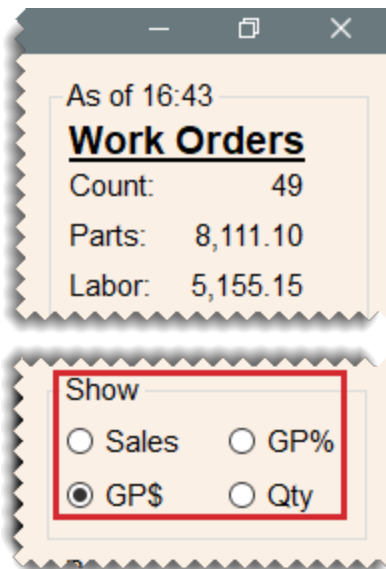 As of 16:43
Work Orders
Count: 49
Parts: 8,111.10
Labor: 5,155.15
Show
Sales GP%
GP$ Qty